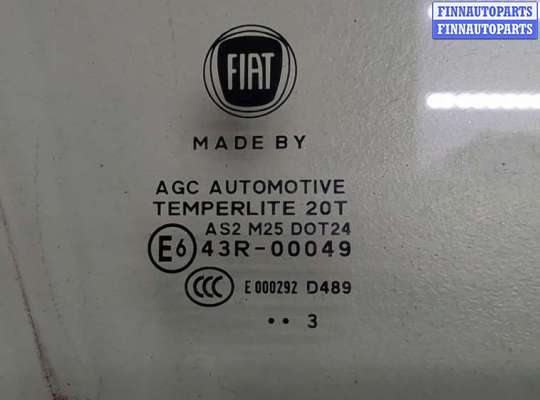 FINNAUTOPARTS
FINNAUTOPARTS
FIAT
MADE BY
AGC AUTOMOTIVE
TEMPERLITE 20T
AS2 M25 DOT24
E6 43R-00049
CCC E 000292 D489
•• 3